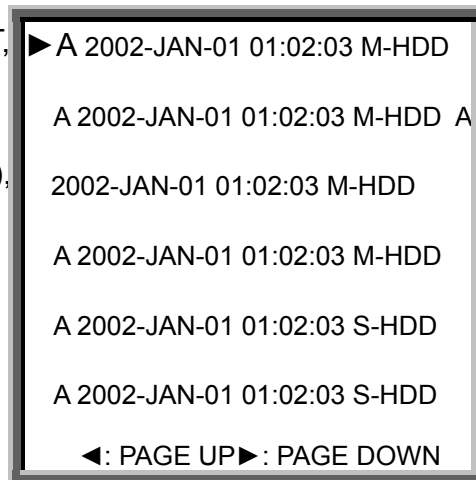 ►A 2002-JAN-01 01:02:03 M-HDD
A 2002-JAN-01 01:02:03 M-HDD A
2002-JAN-01 01:02:03 M-HDD
A 2002-JAN-01 01:02:03 M-HDD
A 2002-JAN-01 01:02:03 S-HDD
A 2002-JAN-01 01:02:03 S-HDD
◄: PAGE UP►: PAGE DOWN